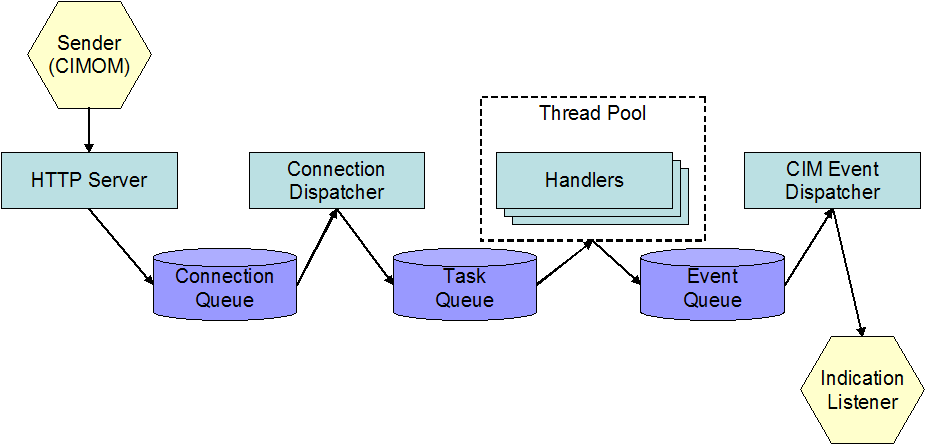 Sender
(CIMOM)
Thread Pool
HTTP Server
Connection
Dispatcher
Handlers
CIM Event
Dispatcher
Connection
Queue
Task
Queue
Event
Queue
Indication
Listener